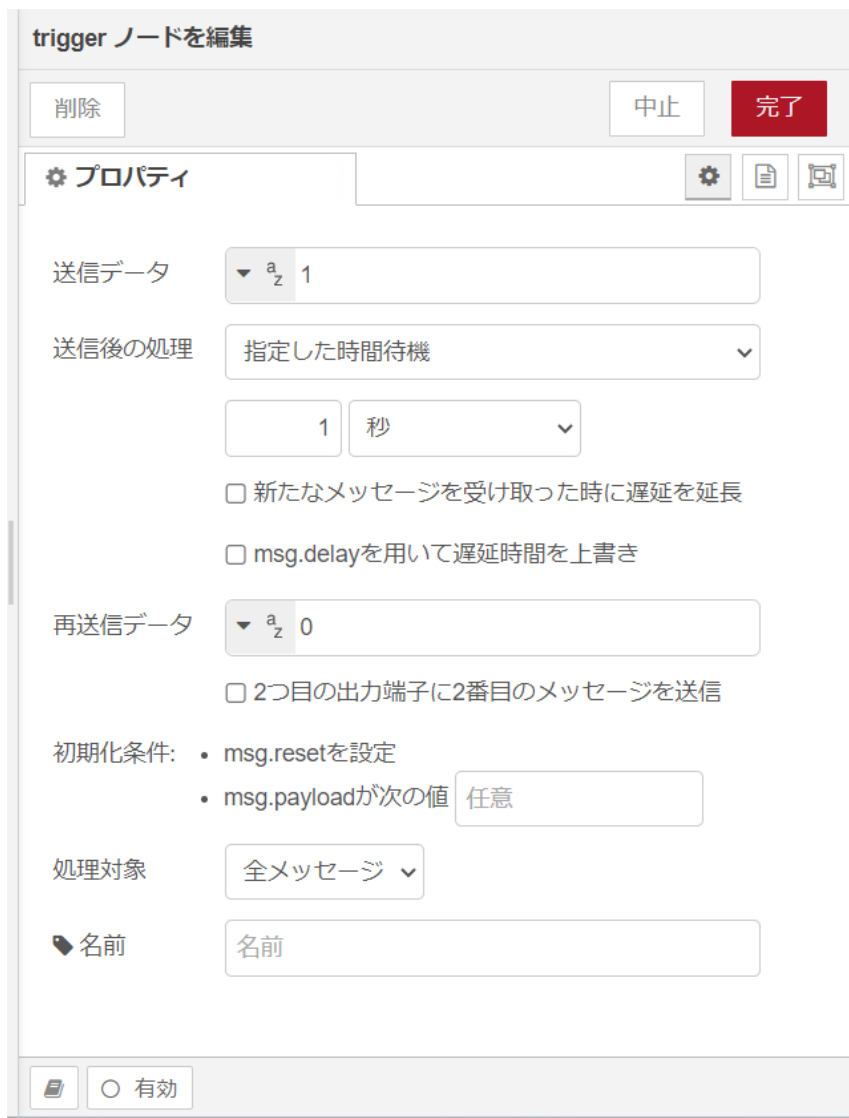 trigger ノードを編集
削除 中止 完了
プロパティ
送信データ az 1
送信後の処理 指定した時間待機
1 秒
新たなメッセージを受け取った時に遅延を延長
msg.delayを用いて遅延時間を上書き
再送信データ az 0
2つ目の出力端子に2番目のメッセージを送信
初期化条件: • msg.resetを設定
• msg.payloadが次の値 任意
処理対象 全メッセージ
名前 名前
有効